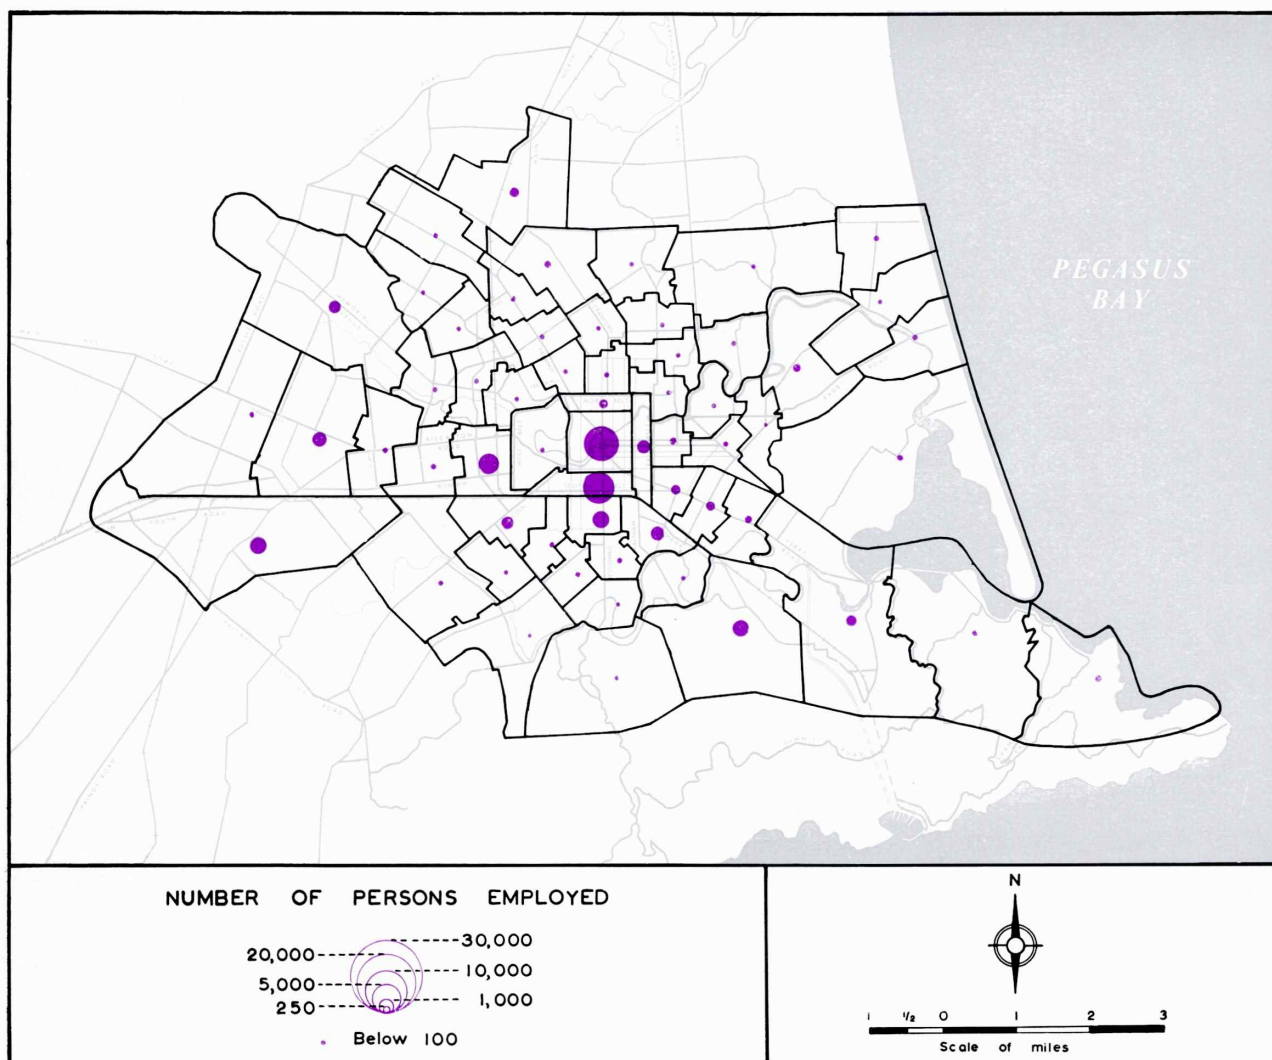 PEGASUS
BAY
NUMBER OF PERSONS EMPLOYED
30,000
20,000
10,000
5,000
1,000
250
Below 100
N
1 1/2 0 1 2 3
Scale of miles